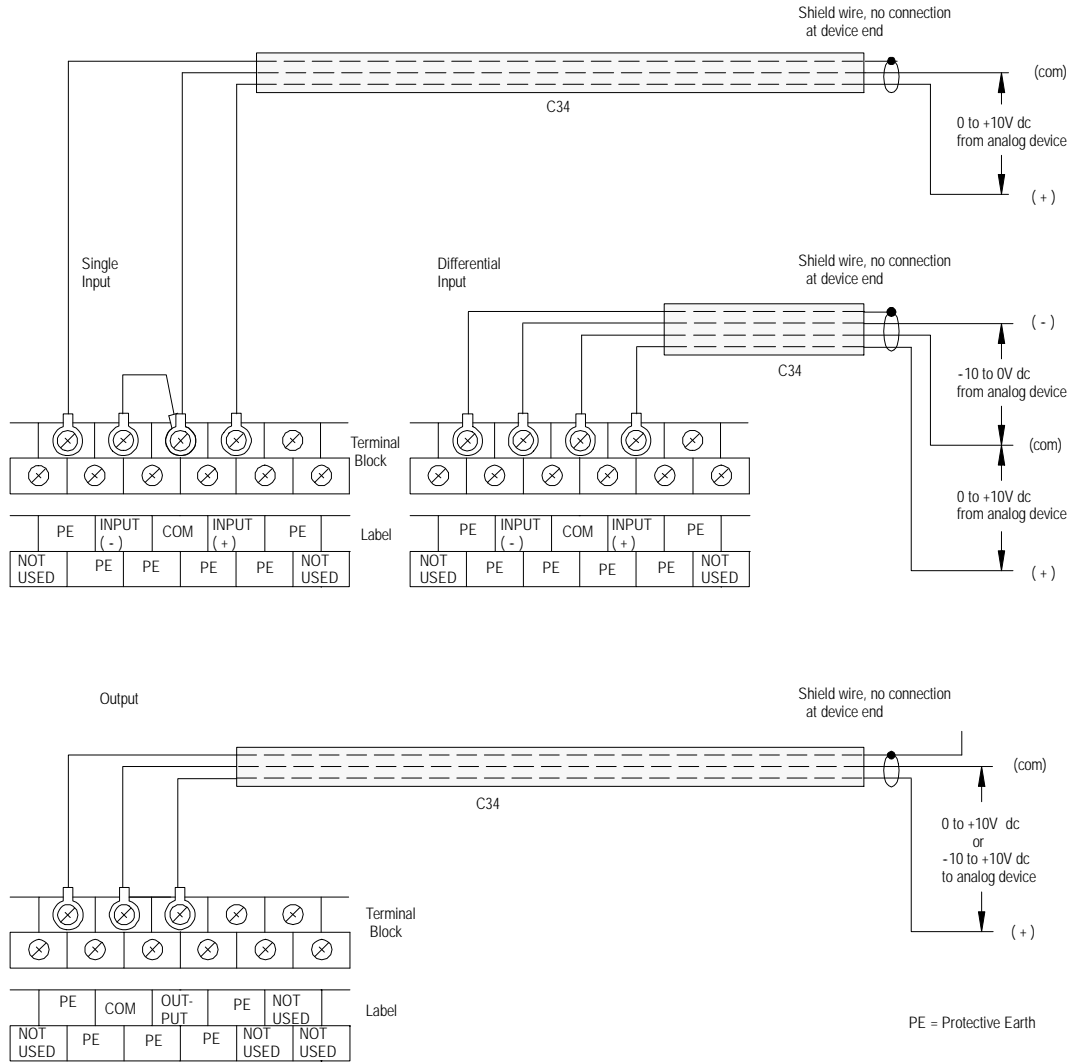 Shield wire, no connection
at device end
(com)
C34
0 to +10V dc
from analog device
( + )
Single
Input
Differential
Input
Shield wire, no connection
at device end
( - )
C34
-10 to 0V dc
from analog device
(com)
0 to +10V dc
from analog device
( + )
Terminal
Block
PE INPUT COM INPUT PE
( - ) ( + )
Label
PE INPUT COM INPUT PE
( - ) ( + )
NOT PE PE PE PE NOT
USED USED
NOT PE PE PE PE NOT
USED USED
Output
Shield wire, no connection
at device end
(com)
C34
0 to +10V dc
or
-10 to +10V dc
to analog device
( + )
Terminal
Block
PE COM OUT- PE NOT
PUT USED
Label
NOT PE PE PE NOT NOT
USED USED USED
PE = Protective Earth